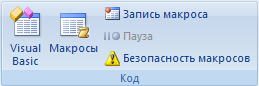 Visual
Basic
Макросы
Запись макроса
Пауза
Безопасность макросов
Код